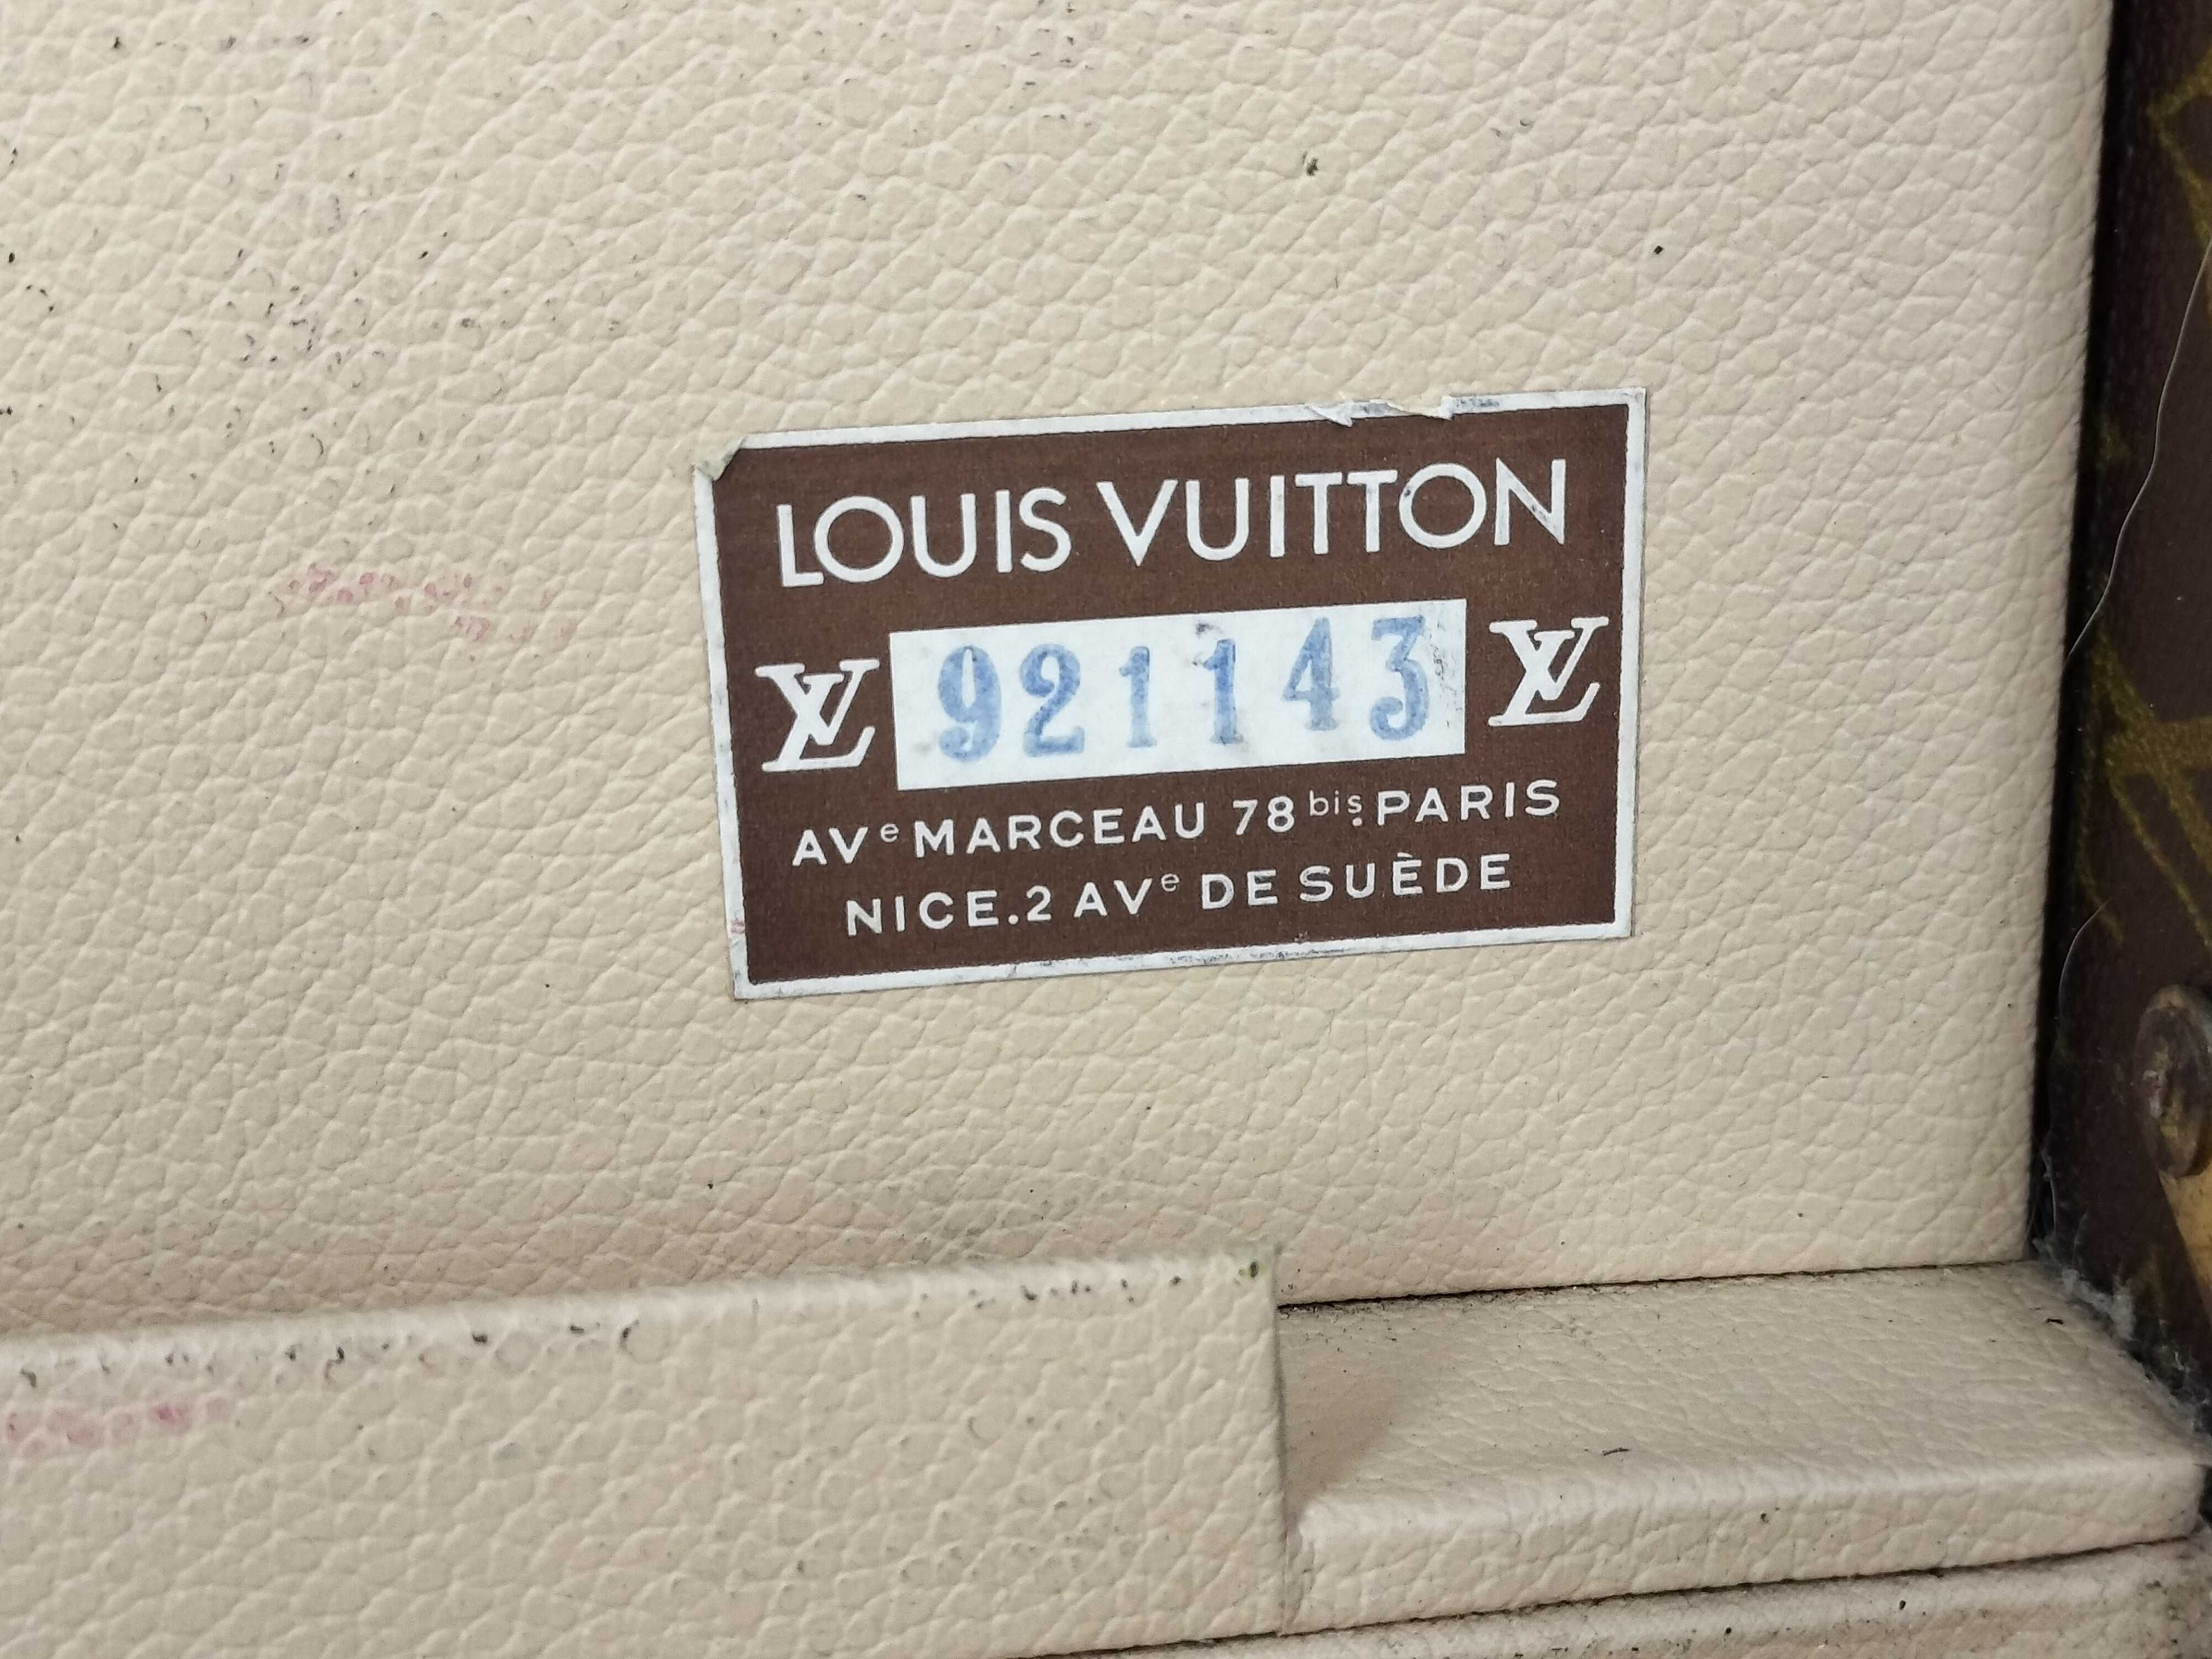 LOUIS VUITTON
LV 921143 LV
AVe MARCEAU 78 bis. PARIS
NICE.2 AVe DE SUÈDE